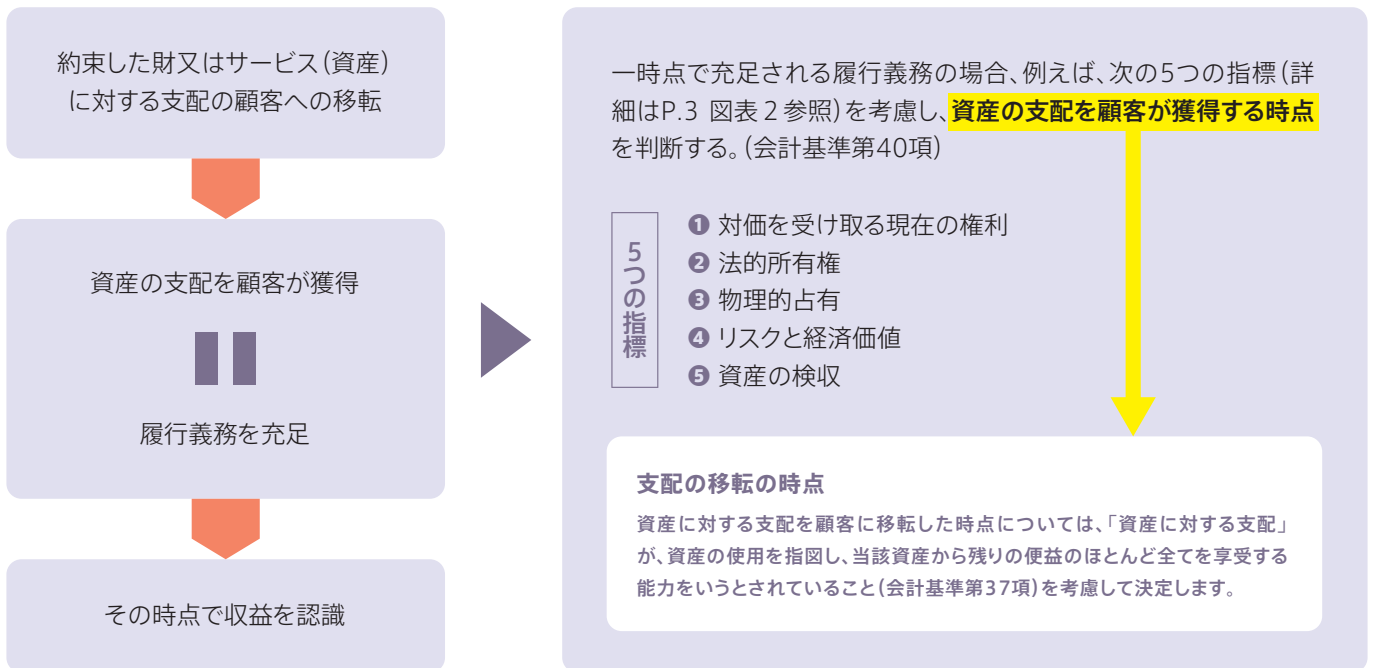 約束した財又はサービス(資産)
に対する支配の顧客への移転
資産の支配を顧客が獲得
履行義務を充足
その時点で収益を認識
一時点で充足される履行義務の場合、例えば、次の5つの指標(詳
細はP.3 図表2参照)を考慮し、資産の支配を顧客が獲得する時点
を判断する。(会計基準第40項)
5つの指標
❶ 対価を受け取る現在の権利
❷ 法的所有権
❸ 物理的占有
❹ リスクと経済価値
❺ 資産の検収
支配の移転の時点
資産に対する支配を顧客に移転した時点については、「資産に対する支配」
が、資産の使用を指図し、当該資産から残りの便益のほとんど全てを享受する
能力をいうとされていること(会計基準第37項)を考慮して決定します。